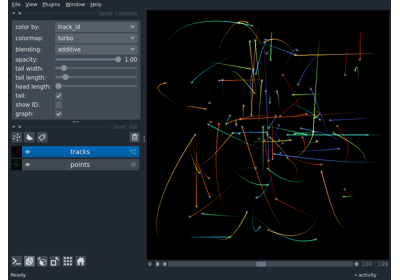 File View Plugins Window Help
layer controls
color by: track_id
colormap: turbo
blending: additive
opacity: 1.00
tail width:
tail length:
head length:
tail:
show ID:
graph:
layer list
tracks
points
0 100 199
Ready activity